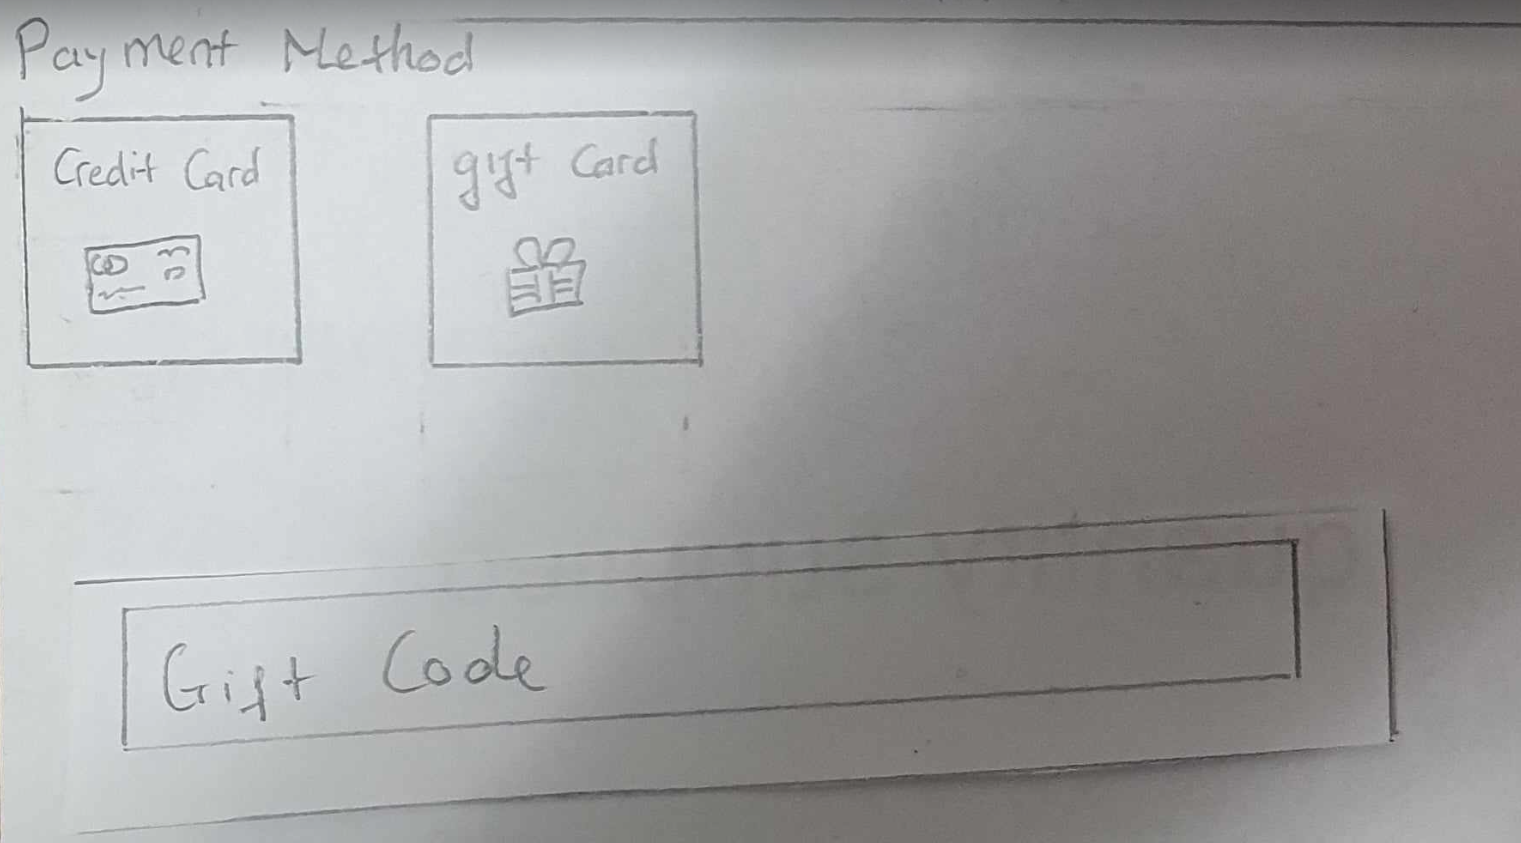 Payment Method
Credit Card
gift Card
Gift Code